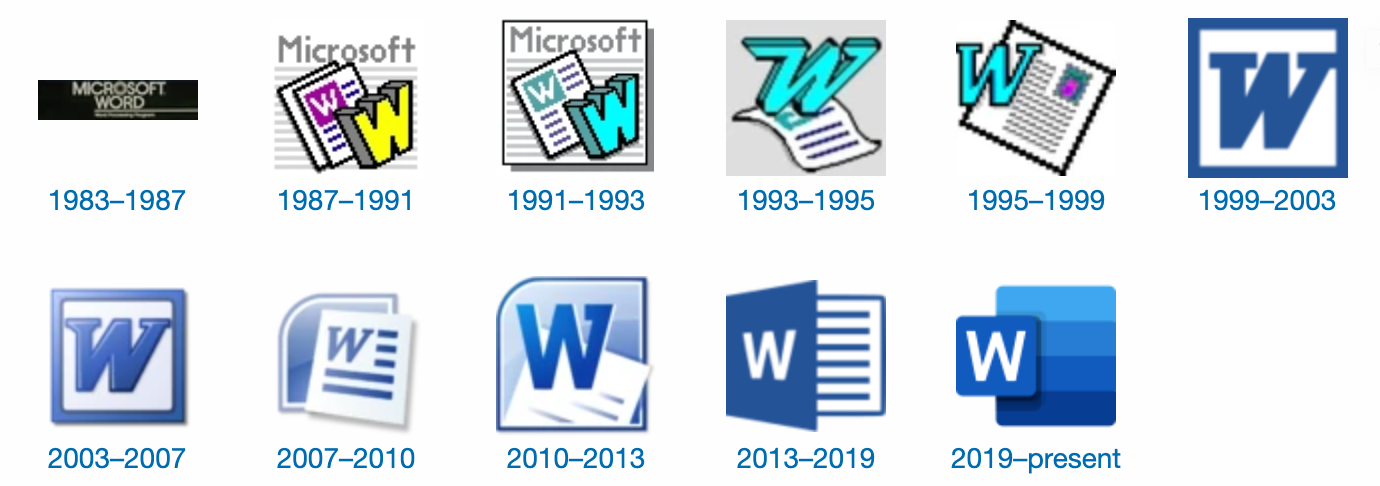 MICROSOFT
WORD
Microsoft
W
W
Microsoft
W
W
W
W
W
1983–1987
1987–1991
1991–1993
1993–1995
1995–1999
1999–2003
W
W
W
W
W
2003–2007
2007–2010
2010–2013
2013–2019
2019–present